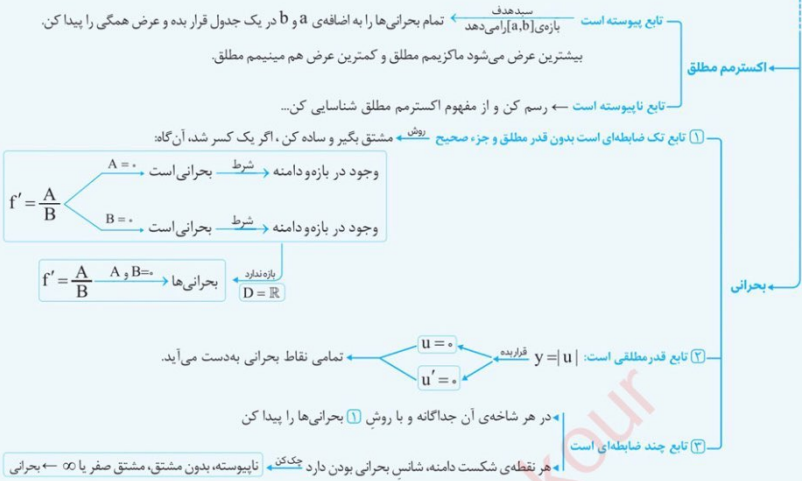 اکسترمم مطلق
تابع پیوسته است ← سید هدف بازه‌ی [a,b] را می‌دهد تمام بحرانی‌ها را به اضافه‌ی a و b در یک جدول قرار بده و عرض همگی را پیدا کن.
بیشترین عرض می‌شود ماکزیمم مطلق و کمترین عرض هم مینیمم مطلق.
تابع ناپیوسته است ← رسم کن و از مفهوم اکسترمم مطلق شناسایی کن...
بحرانی
۱ تابع تک ضابطه‌ای است بدون قدر مطلق و جزء صحیح روش ← مشتق بگیر و ساده کن، اگر یک کسر شد، آن گاه:
f′ = A/B A = ۰ → بحرانی است شرط → وجود در بازه و دامنه
B = ۰ → بحرانی است شرط → وجود در بازه و دامنه
بازه ندارد D = ℝ
f′ = A/B A و B=۰ → بحرانی‌ها
۲ تابع قدرمطلقی است: y=|u| قرار بده ← u = ۰
u′ = ۰
تمامی نقاط بحرانی به‌دست می‌آید.
۳ تابع چند ضابطه‌ای است
در هر شاخه‌ی آن جداگانه و با روش ۱ بحرانی‌ها را پیدا کن
هر نقطه‌ی شکست دامنه، شانس بحرانی بودن دارد چک کن ← ناپیوسته، بدون مشتق، مشتق صفر یا ∞ ← بحرانی
kour